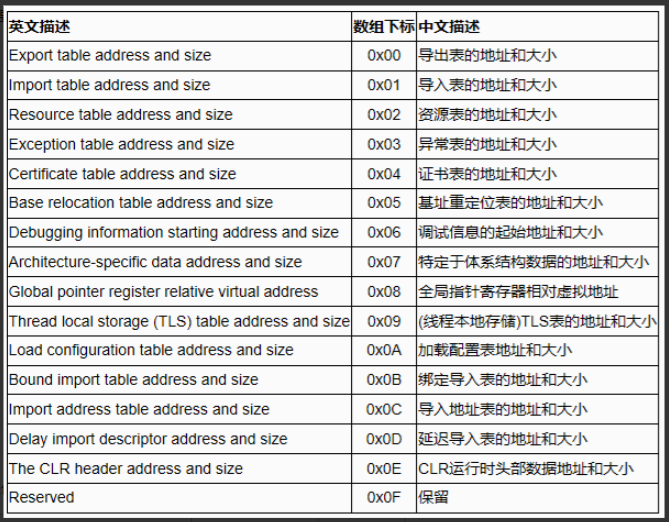 英文描述 数组下标 中文描述
Export table address and size 0x00 导出表的地址和大小
Import table address and size 0x01 导入表的地址和大小
Resource table address and size 0x02 资源表的地址和大小
Exception table address and size 0x03 异常表的地址和大小
Certificate table address and size 0x04 证书表的地址和大小
Base relocation table address and size 0x05 基址重定位表的地址和大小
Debugging information starting address and size 0x06 调试信息的起始地址和大小
Architecture-specific data address and size 0x07 特定于体系结构数据的地址和大小
Global pointer register relative virtual address 0x08 全局指针寄存器相对虚拟地址
Thread local storage (TLS) table address and size 0x09 (线程本地存储)TLS表的地址和大小
Load configuration table address and size 0x0A 加载配置表地址和大小
Bound import table address and size 0x0B 绑定导入表的地址和大小
Import address table address and size 0x0C 导入地址表的地址和大小
Delay import descriptor address and size 0x0D 延迟导入表的地址和大小
The CLR header address and size 0x0E CLR运行时头部数据地址和大小
Reserved 0x0F 保留